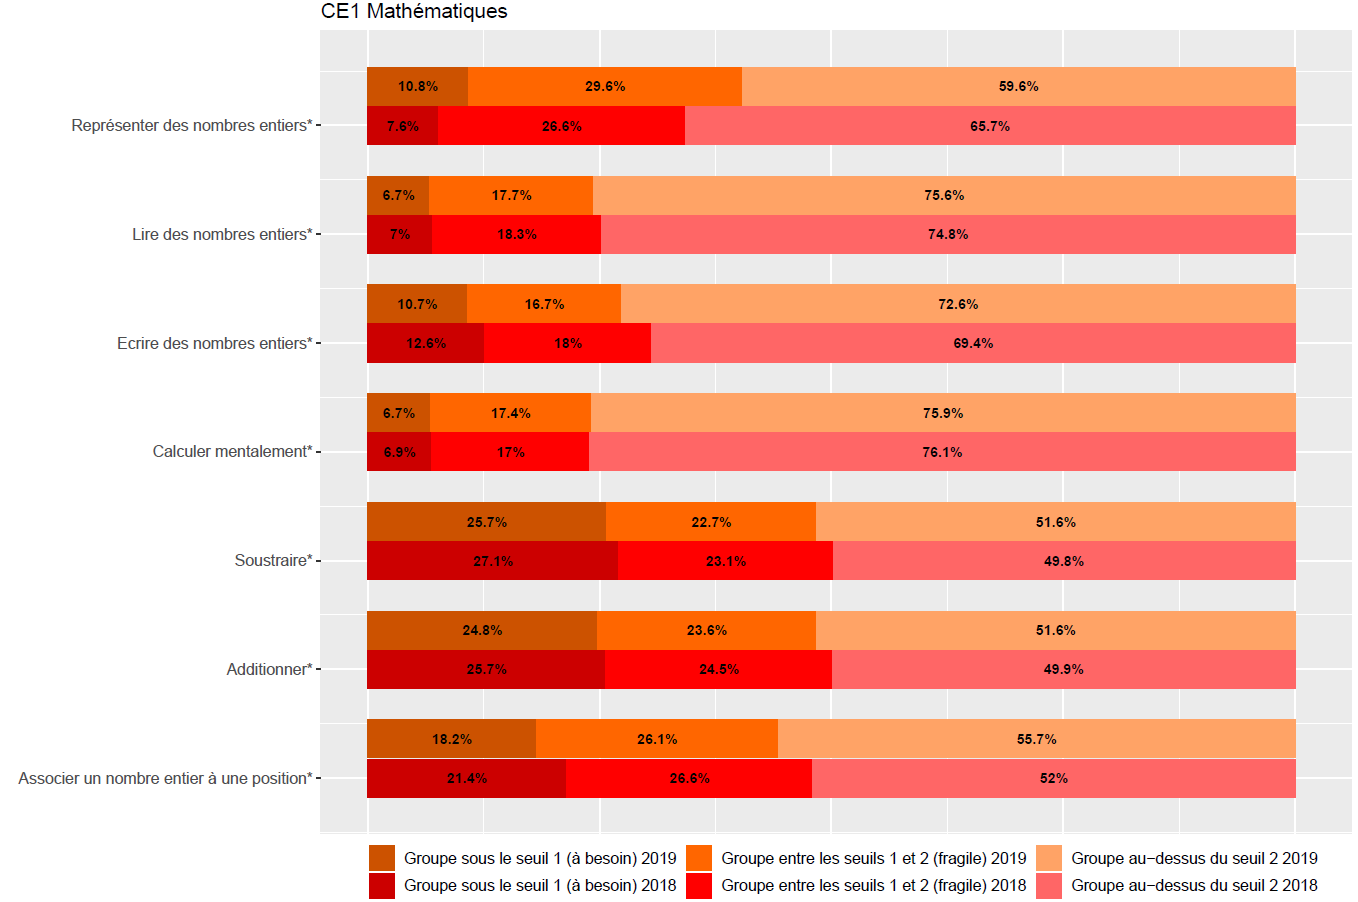 CE1 Mathématiques
10.8% 29.6% 59.6%
Représenter des nombres entiers* 7.6% 26.6% 65.7%
6.7% 17.7% 75.6%
Lire des nombres entiers* 7% 18.3% 74.8%
10.7% 16.7% 72.6%
Ecrire des nombres entiers* 12.6% 18% 69.4%
6.7% 17.4% 75.9%
Calculer mentalement* 6.9% 17% 76.1%
25.7% 22.7% 51.6%
Soustraire* 27.1% 23.1% 49.8%
24.8% 23.6% 51.6%
Additionner* 25.7% 24.5% 49.9%
18.2% 26.1% 55.7%
Associer un nombre entier à une position* 21.4% 26.6% 52%
Groupe sous le seuil 1 (à besoin) 2019 Groupe entre les seuils 1 et 2 (fragile) 2019 Groupe au−dessus du seuil 2 2019
Groupe sous le seuil 1 (à besoin) 2018 Groupe entre les seuils 1 et 2 (fragile) 2018 Groupe au−dessus du seuil 2 2018